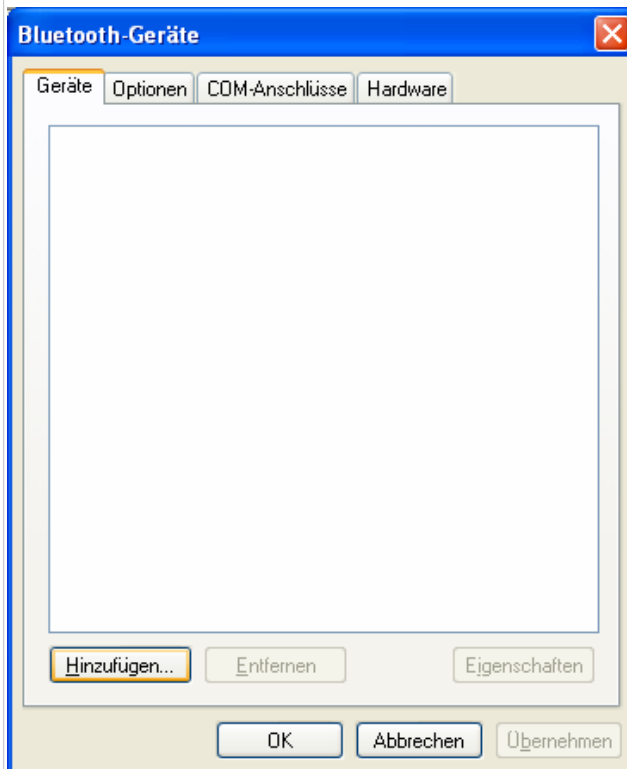 Bluetooth-Geräte
Geräte Optionen COM-Anschlüsse Hardware
Hinzufügen... Entfernen Eigenschaften
OK Abbrechen Übernehmen